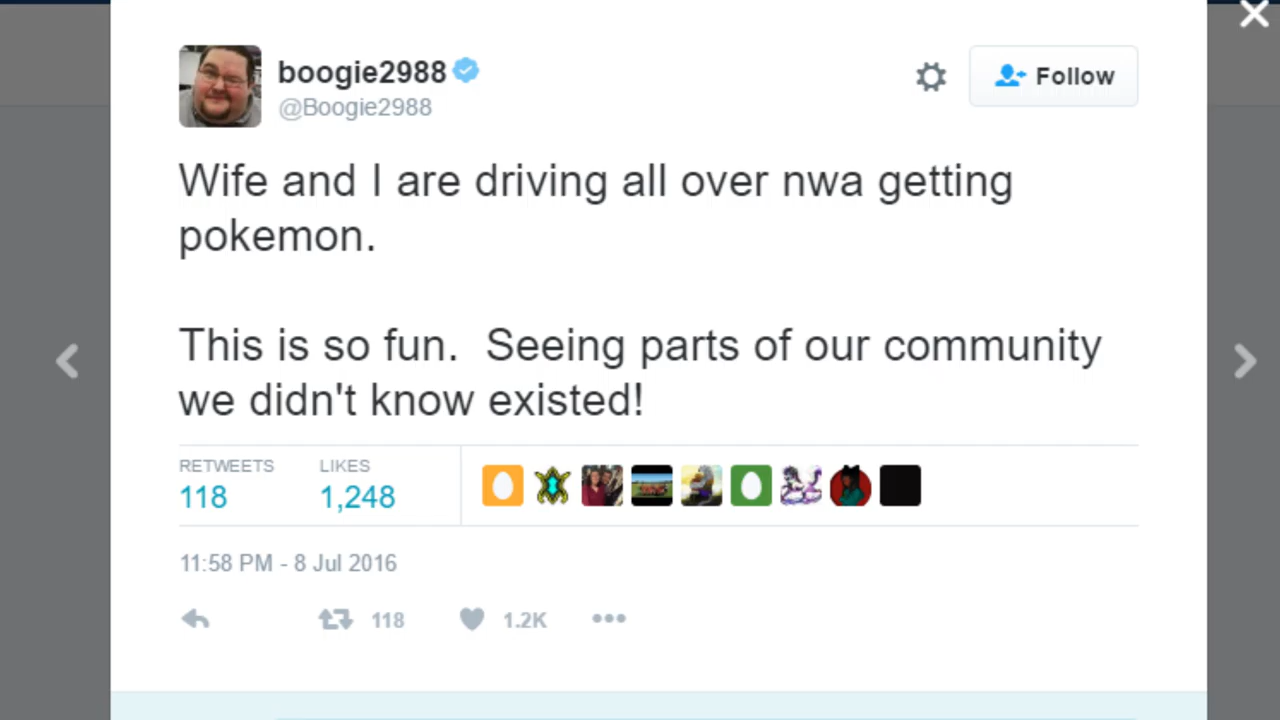 boogie2988
@Boogie2988
Follow
Wife and I are driving all over nwa getting
pokemon.
This is so fun.  Seeing parts of our community
we didn't know existed!
RETWEETS LIKES
118 1,248
11:58 PM - 8 Jul 2016
118 1.2K